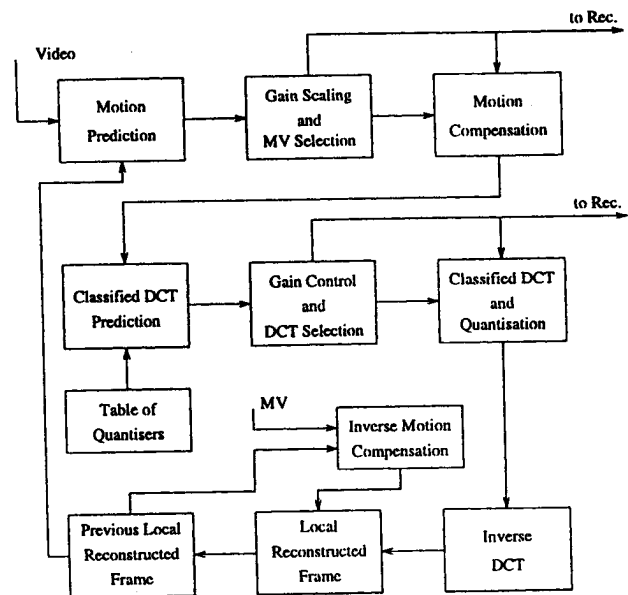 to Rec.
Video
Motion
Prediction
Gain Scaling
and
MV Selection
Motion
Compensation
to Rec.
Classified DCT
Prediction
Gain Control
and
DCT Selection
Classified DCT
and
Quantisation
Table of
Quantisers
MV
Inverse Motion
Compensation
Previous Local
Reconstructed
Frame
Local
Reconstructed
Frame
Inverse
DCT